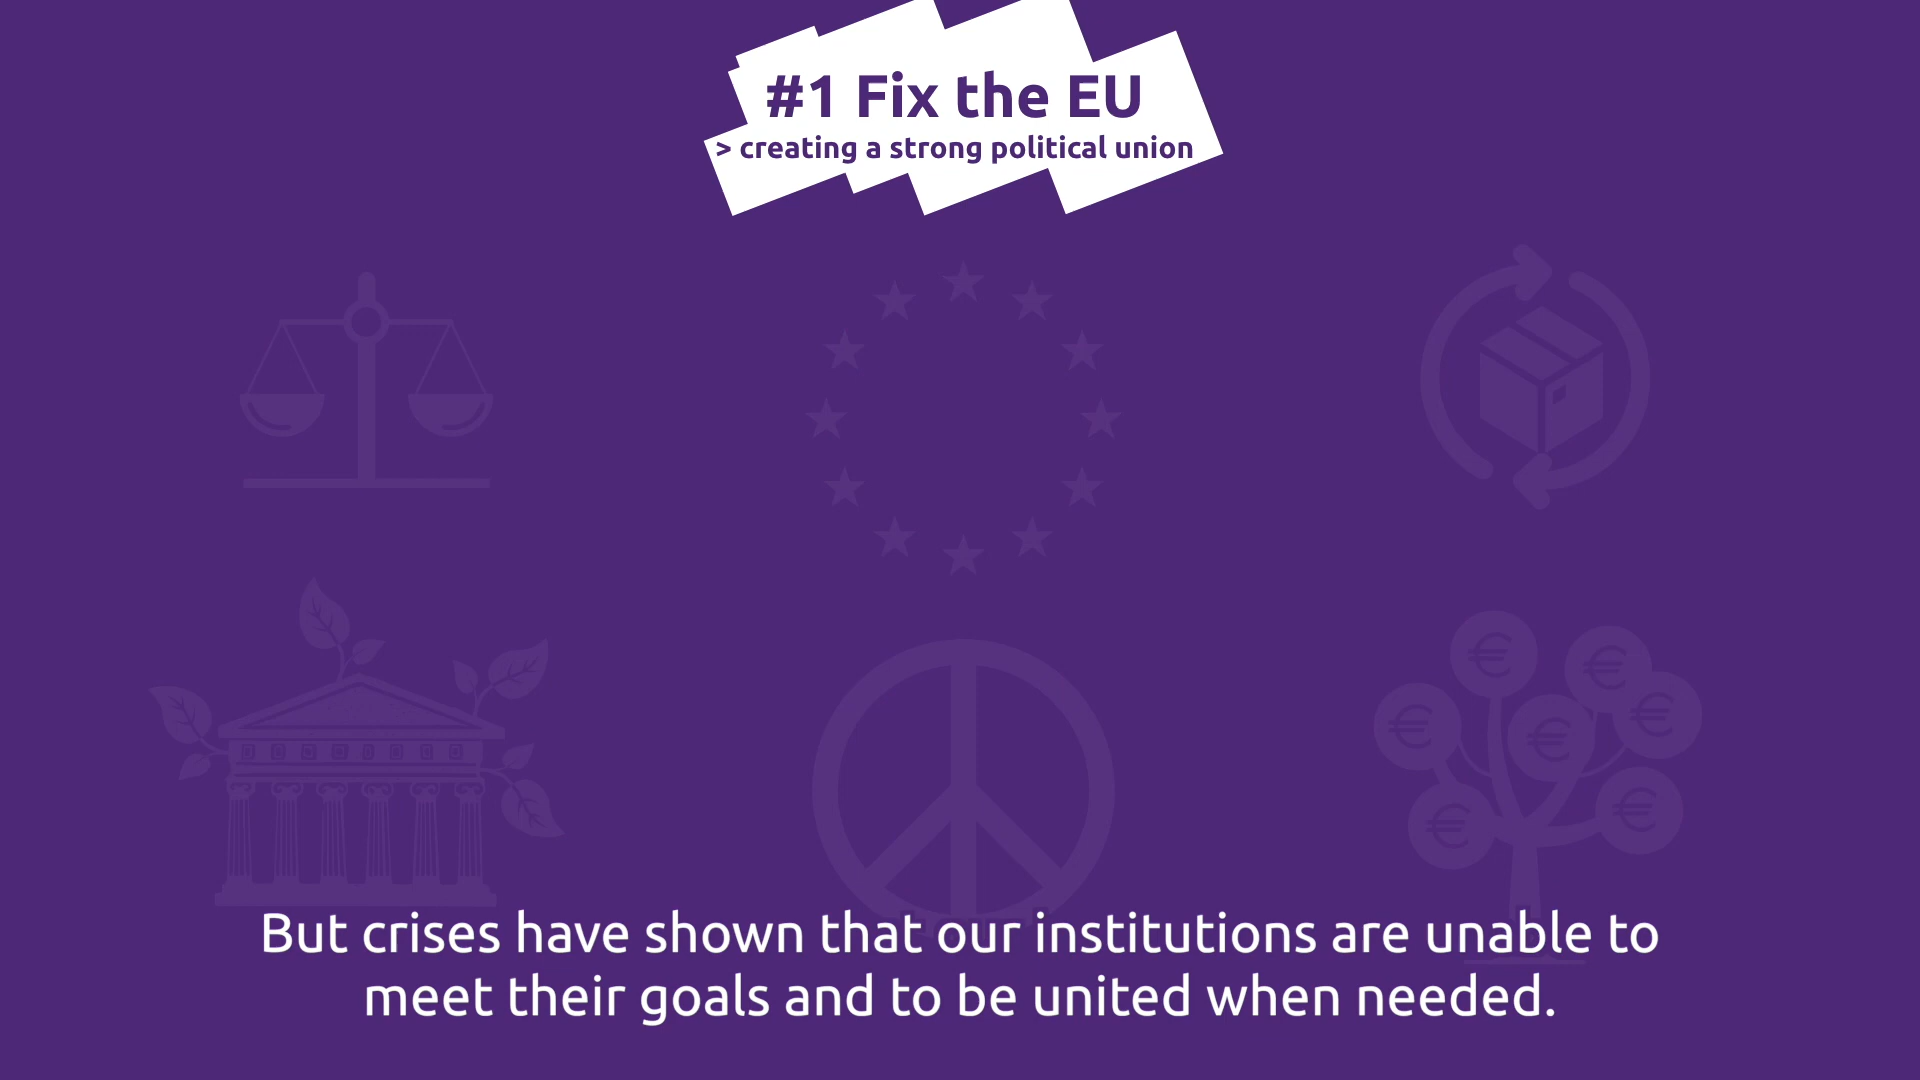 #1 Fix the EU
> creating a strong political union
€
€
€
€
€
€
€
But crises have shown that our institutions are unable to
meet their goals and to be united when needed.